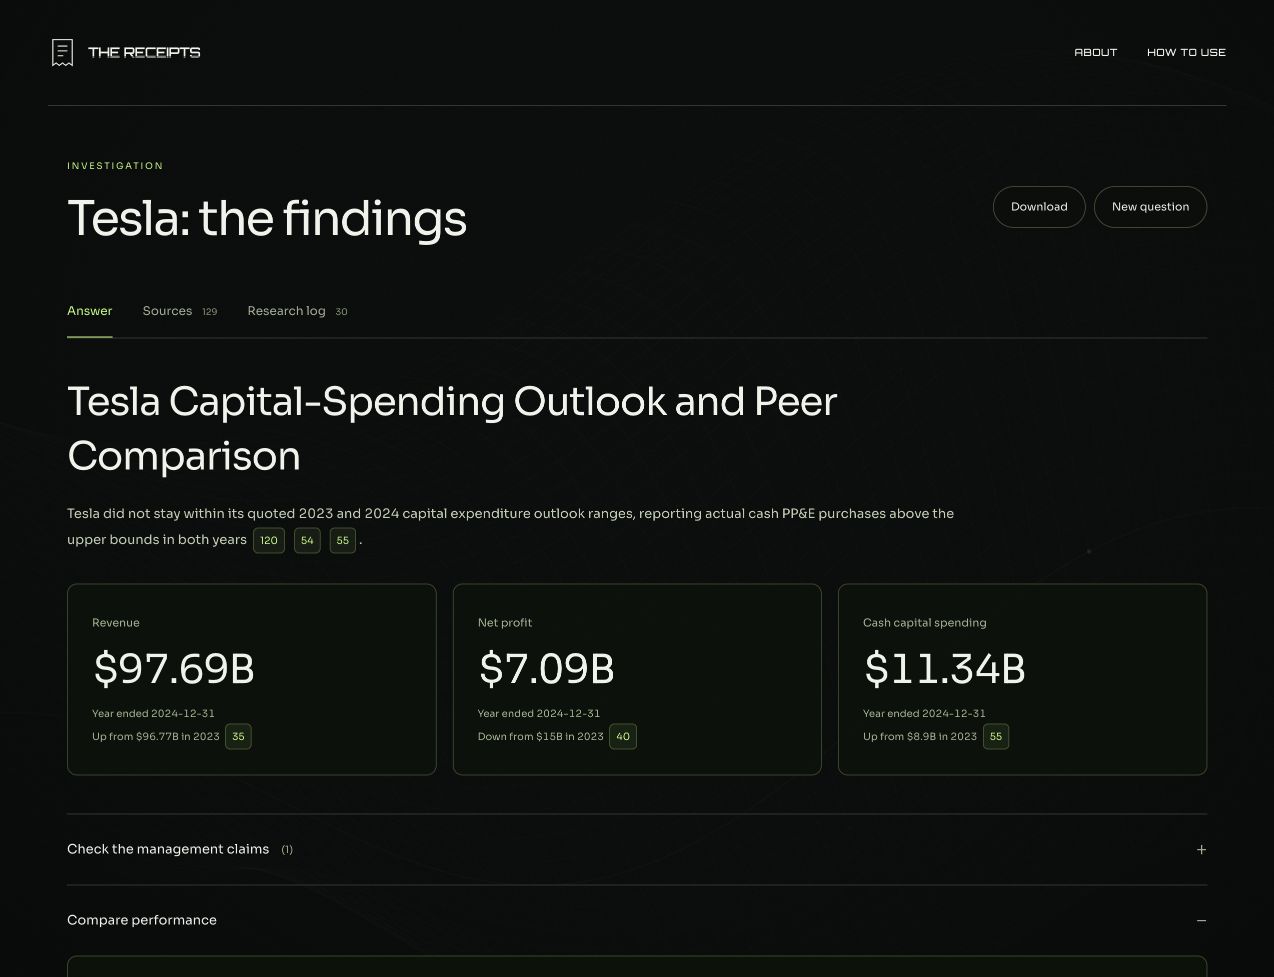 THE RECEIPTS
ABOUT
HOW TO USE
INVESTIGATION
Tesla: the findings
Download
New question
Answer
Sources 129
Research log 30
Tesla Capital-Spending Outlook and Peer
Comparison
Tesla did not stay within its quoted 2023 and 2024 capital expenditure outlook ranges, reporting actual cash PP&E purchases above the
upper bounds in both years 120 54 55 .
Revenue
$97.69B
Year ended 2024-12-31
Up from $96.77B in 2023 35
Net profit
$7.09B
Year ended 2024-12-31
Down from $15B in 2023 40
Cash capital spending
$11.34B
Year ended 2024-12-31
Up from $8.9B in 2023 55
Check the management claims (1) +
Compare performance −